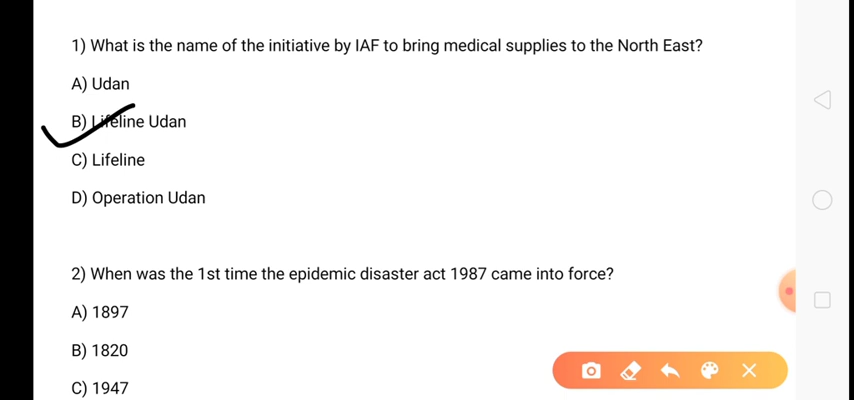 1) What is the name of the initiative by IAF to bring medical supplies to the North East?
A) Udan
B) Lifeline Udan
C) Lifeline
D) Operation Udan
2) When was the 1st time the epidemic disaster act 1987 came into force?
A) 1897
B) 1820
C) 1947